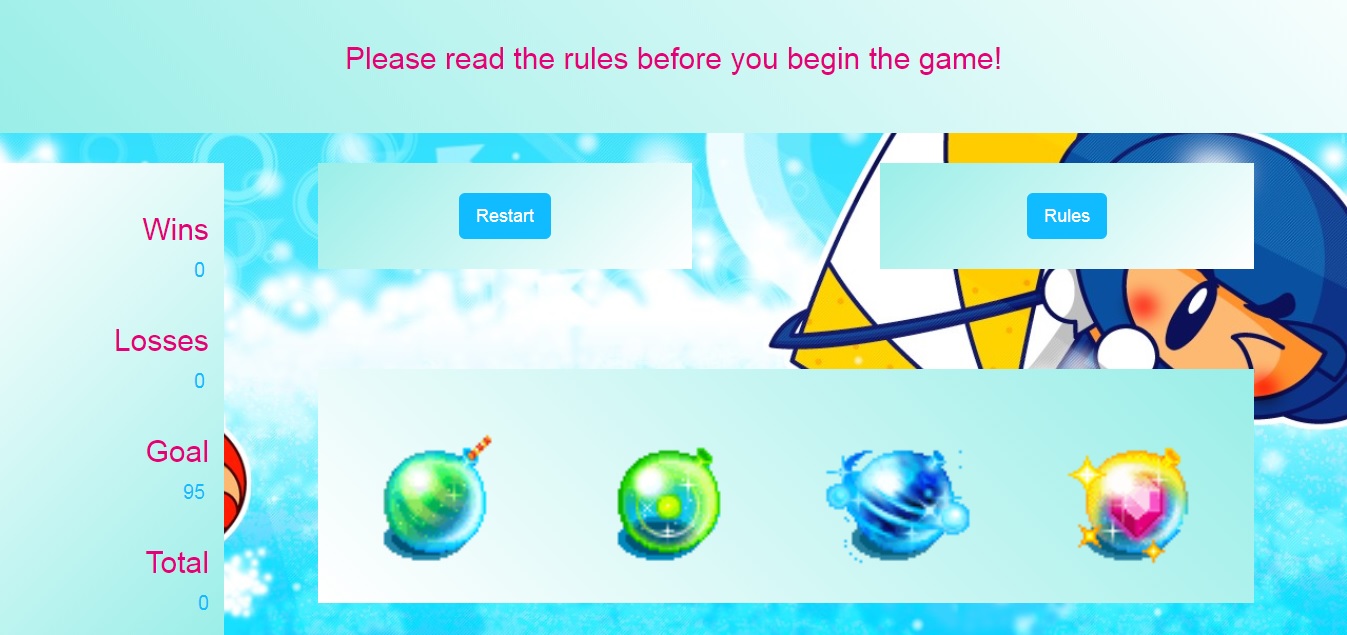 Please read the rules before you begin the game!
Restart
Rules
Wins
0
Losses
0
Goal
95
Total
0